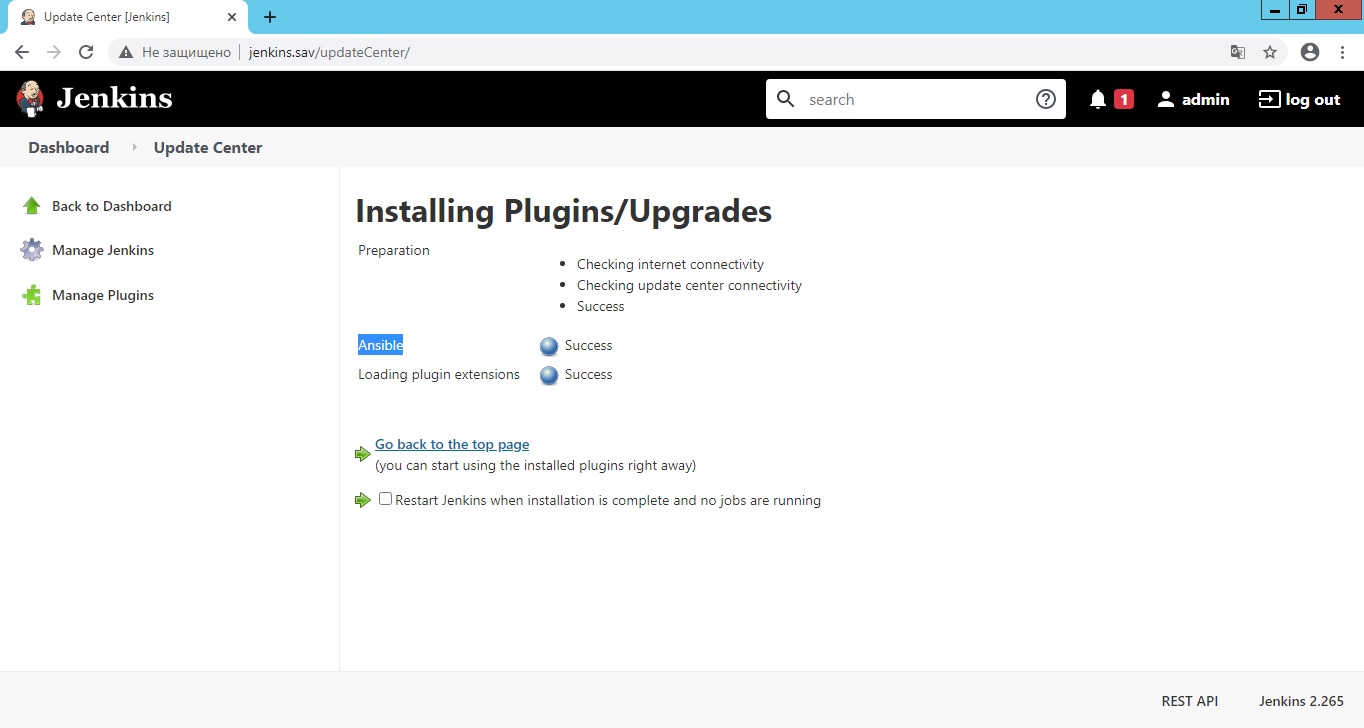 Update Center [Jenkins]
Не защищено jenkins.sav/updateCenter/
Jenkins search 1 admin log out
Dashboard Update Center
Back to Dashboard
Manage Jenkins
Manage Plugins
Installing Plugins/Upgrades
Preparation
Checking internet connectivity
Checking update center connectivity
Success
Ansible Success
Loading plugin extensions Success
Go back to the top page
(you can start using the installed plugins right away)
Restart Jenkins when installation is complete and no jobs are running
REST API Jenkins 2.265